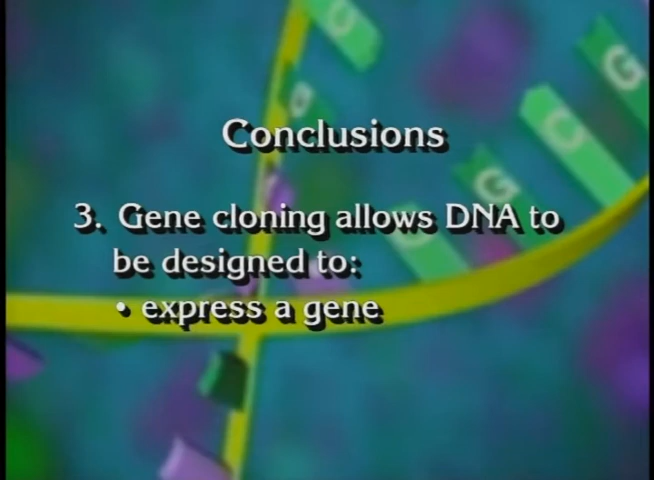 Conclusions
3. Gene cloning allows DNA to
be designed to:
• express a gene
G
C
G